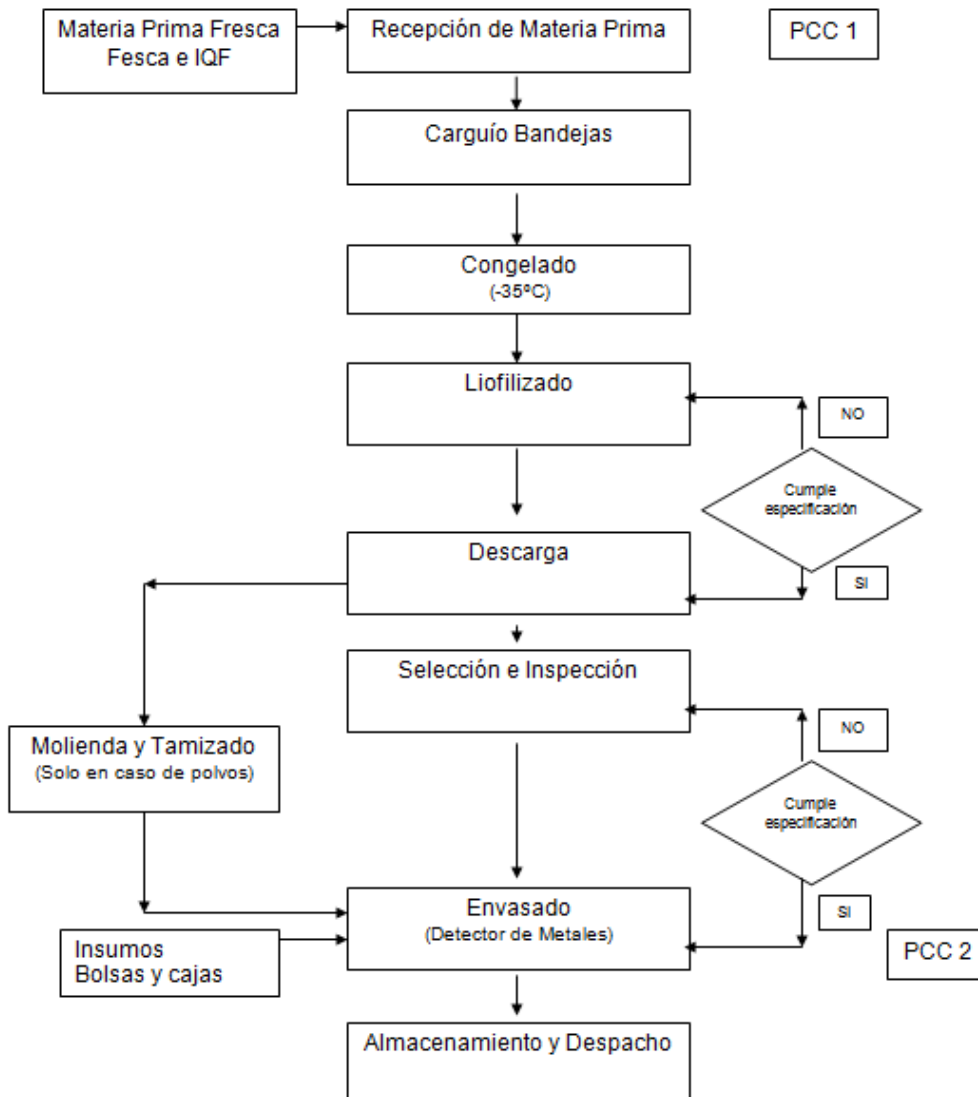 Materia Prima Fresca
Fesca e IQF
Recepción de Materia Prima
PCC 1
Carguío Bandejas
Congelado
(-35ºC)
Liofilizado
NO
Cumple
especificación
SI
Descarga
Selección e Inspección
NO
Molienda y Tamizado
(Solo en caso de polvos)
Cumple
especificación
SI
Envasado
(Detector de Metales)
PCC 2
Insumos
Bolsas y cajas
Almacenamiento y Despacho